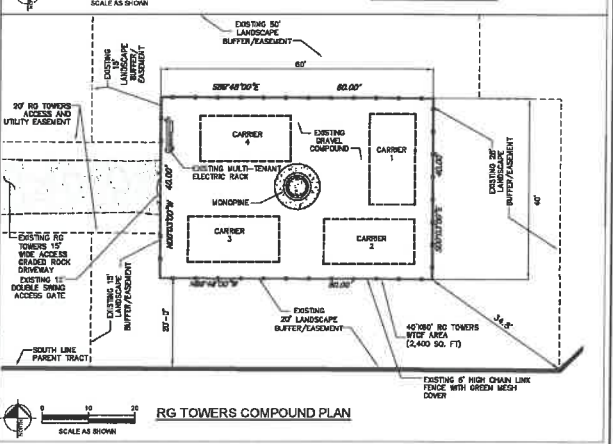 SCALE AS SHOWN
EXISTING 50'
LANDSCAPE
BUFFER/EASEMENT
EXISTING
15'
LANDSCAPE
BUFFER/
EASEMENT
60'
S89°48'00"E 60.00'
20' RG TOWERS
ACCESS AND
UTILITY EASEMENT
CARRIER
4
EXISTING
GRAVEL
COMPOUND
CARRIER
1
EXISTING MULTI-TENANT
ELECTRIC RACK
40.00'
40.00'
EXISTING 20'
LANDSCAPE
BUFFER/EASEMENT
40'
MONOPINE
CARRIER
3
CARRIER
2
EXISTING RG
TOWERS 15'
WIDE ACCESS
GRADED ROCK
DRIVEWAY
EXISTING 12'
DOUBLE SWING
ACCESS GATE
EXISTING 15'
LANDSCAPE
BUFFER/EASEMENT
60.00'
20'-0"
EXISTING
20' LANDSCAPE
BUFFER/EASEMENT
40'X60' RG TOWERS
WTCF AREA
(2,400 SQ. FT)
34.8'
SOUTH LINE
PARENT TRACT
EXISTING 6' HIGH CHAIN LINK
FENCE WITH GREEN MESH
COVER
NORTH
0 10 20
SCALE AS SHOWN
RG TOWERS COMPOUND PLAN